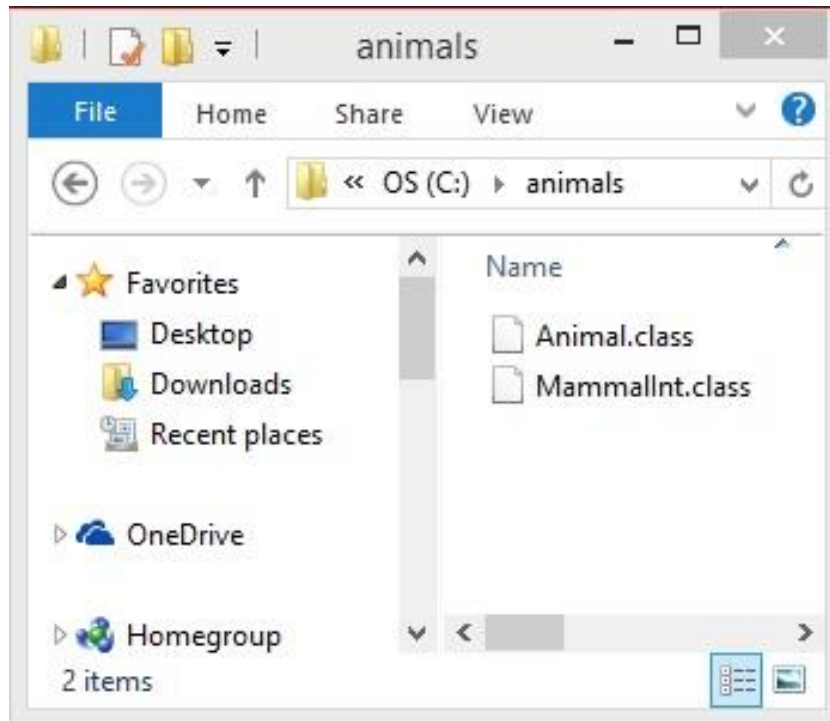 animals
File Home Share View
« OS (C:) animals
Favorites
Desktop
Downloads
Recent places
OneDrive
Homegroup
Name
Animal.class
MammalInt.class
2 items